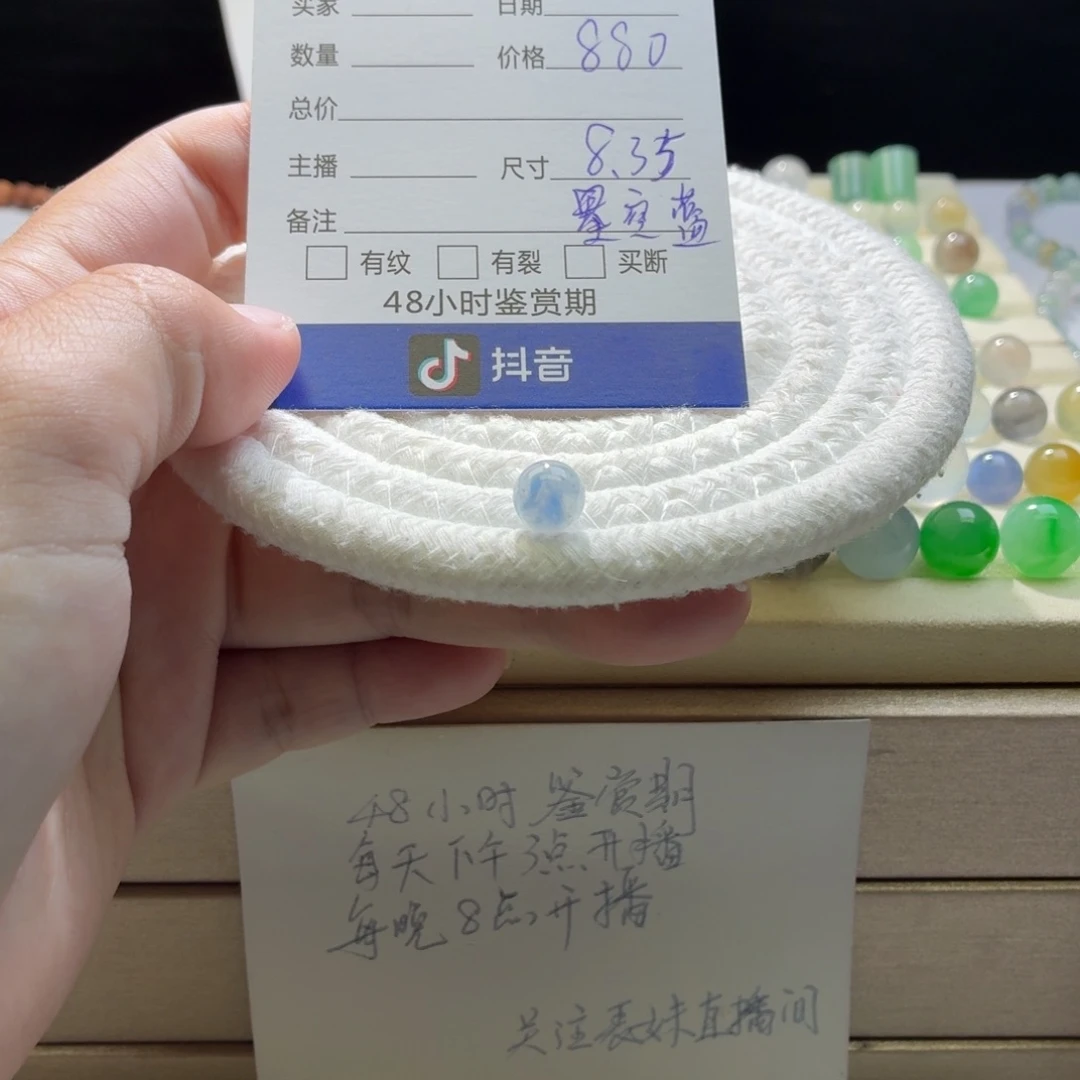 买家 日期
数量 价格 880
总价
主播 尺寸 8.35
备注 星空蓝
有纹 有裂 买断
48小时鉴赏期
抖音
48小时鉴赏期
每天下午3点开播
每晚8点开播
关注表妹直播间